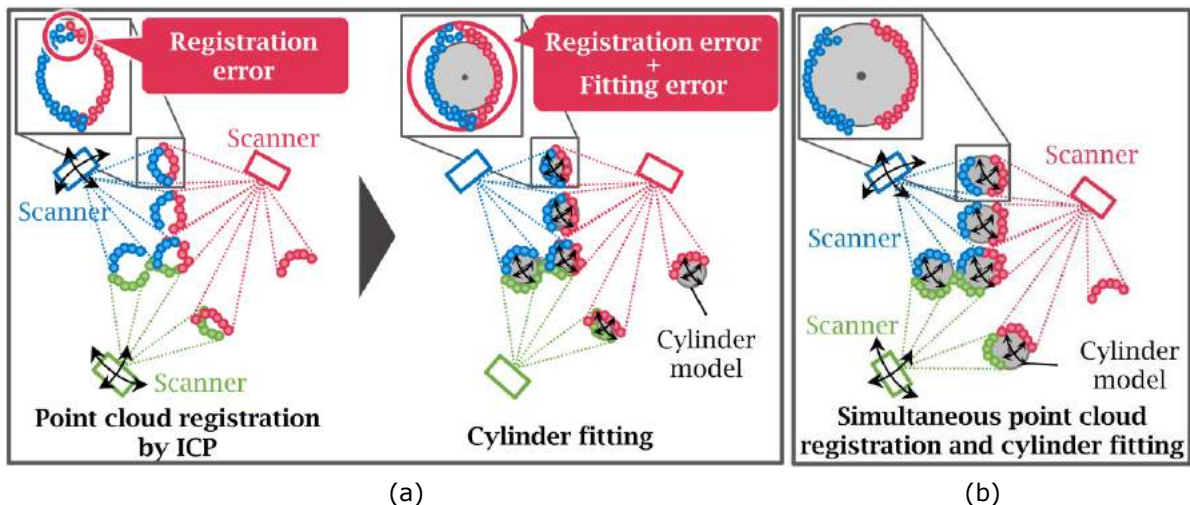 Registration
error
Scanner
Scanner
Scanner
Point cloud registration
by ICP
Registration error
+
Fitting error
Cylinder
model
Cylinder fitting
Scanner
Scanner
Scanner
Cylinder
model
Simultaneous point cloud
registration and cylinder fitting
(a)
(b)